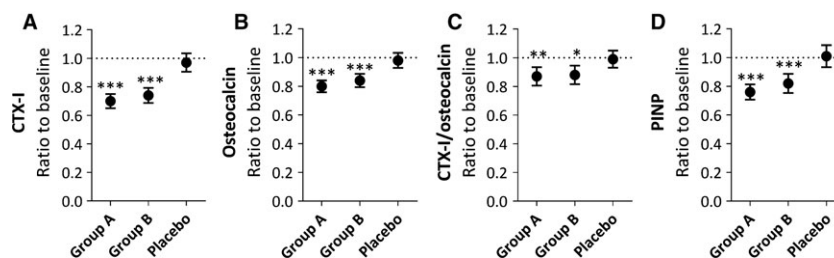 A
CTX-I
Ratio to baseline
1.2
1.0
0.8
0.6
0.4
0.2
0.0
***
***
Group A
Group B
Placebo
B
Osteocalcin
Ratio to baseline
1.2
1.0
0.8
0.6
0.4
0.2
0.0
***
***
Group A
Group B
Placebo
C
CTX-I/osteocalcin
Ratio to baseline
1.2
1.0
0.8
0.6
0.4
0.2
0.0
**
*
Group A
Group B
Placebo
D
PINP
Ratio to baseline
1.2
1.0
0.8
0.6
0.4
0.2
0.0
***
***
Group A
Group B
Placebo